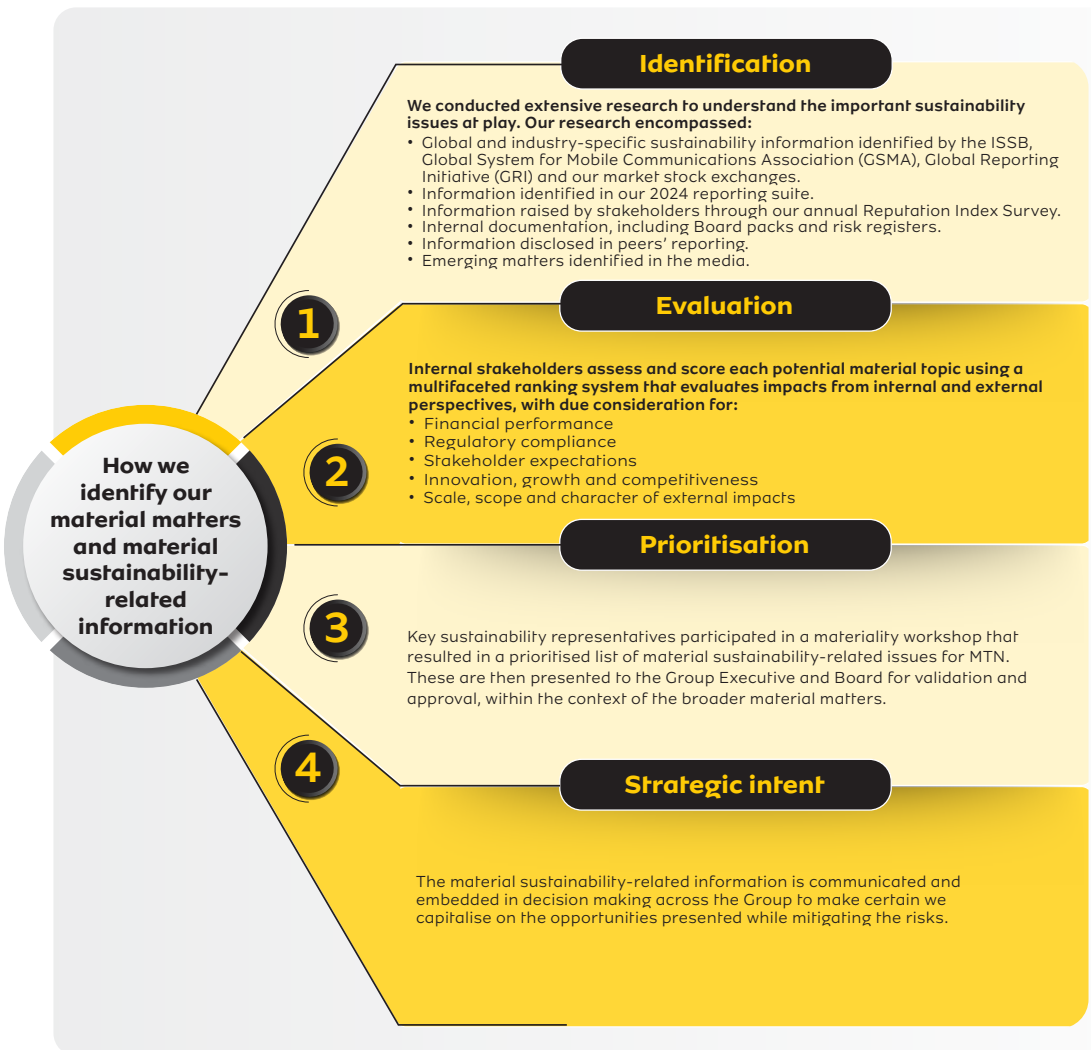 How we
identify our
material matters
and material
sustainability-
related
information
1
Identification
We conducted extensive research to understand the important sustainability
issues at play. Our research encompassed:
• Global and industry-specific sustainability information identified by the ISSB,
Global System for Mobile Communications Association (GSMA), Global Reporting
Initiative (GRI) and our market stock exchanges.
• Information identified in our 2024 reporting suite.
• Information raised by stakeholders through our annual Reputation Index Survey.
• Internal documentation, including Board packs and risk registers.
• Information disclosed in peers’ reporting.
• Emerging matters identified in the media.
2
Evaluation
Internal stakeholders assess and score each potential material topic using a
multifaceted ranking system that evaluates impacts from internal and external
perspectives, with due consideration for:
• Financial performance
• Regulatory compliance
• Stakeholder expectations
• Innovation, growth and competitiveness
• Scale, scope and character of external impacts
3
Prioritisation
Key sustainability representatives participated in a materiality workshop that
resulted in a prioritised list of material sustainability-related issues for MTN.
These are then presented to the Group Executive and Board for validation and
approval, within the context of the broader material matters.
4
Strategic intent
The material sustainability-related information is communicated and
embedded in decision making across the Group to make certain we
capitalise on the opportunities presented while mitigating the risks.